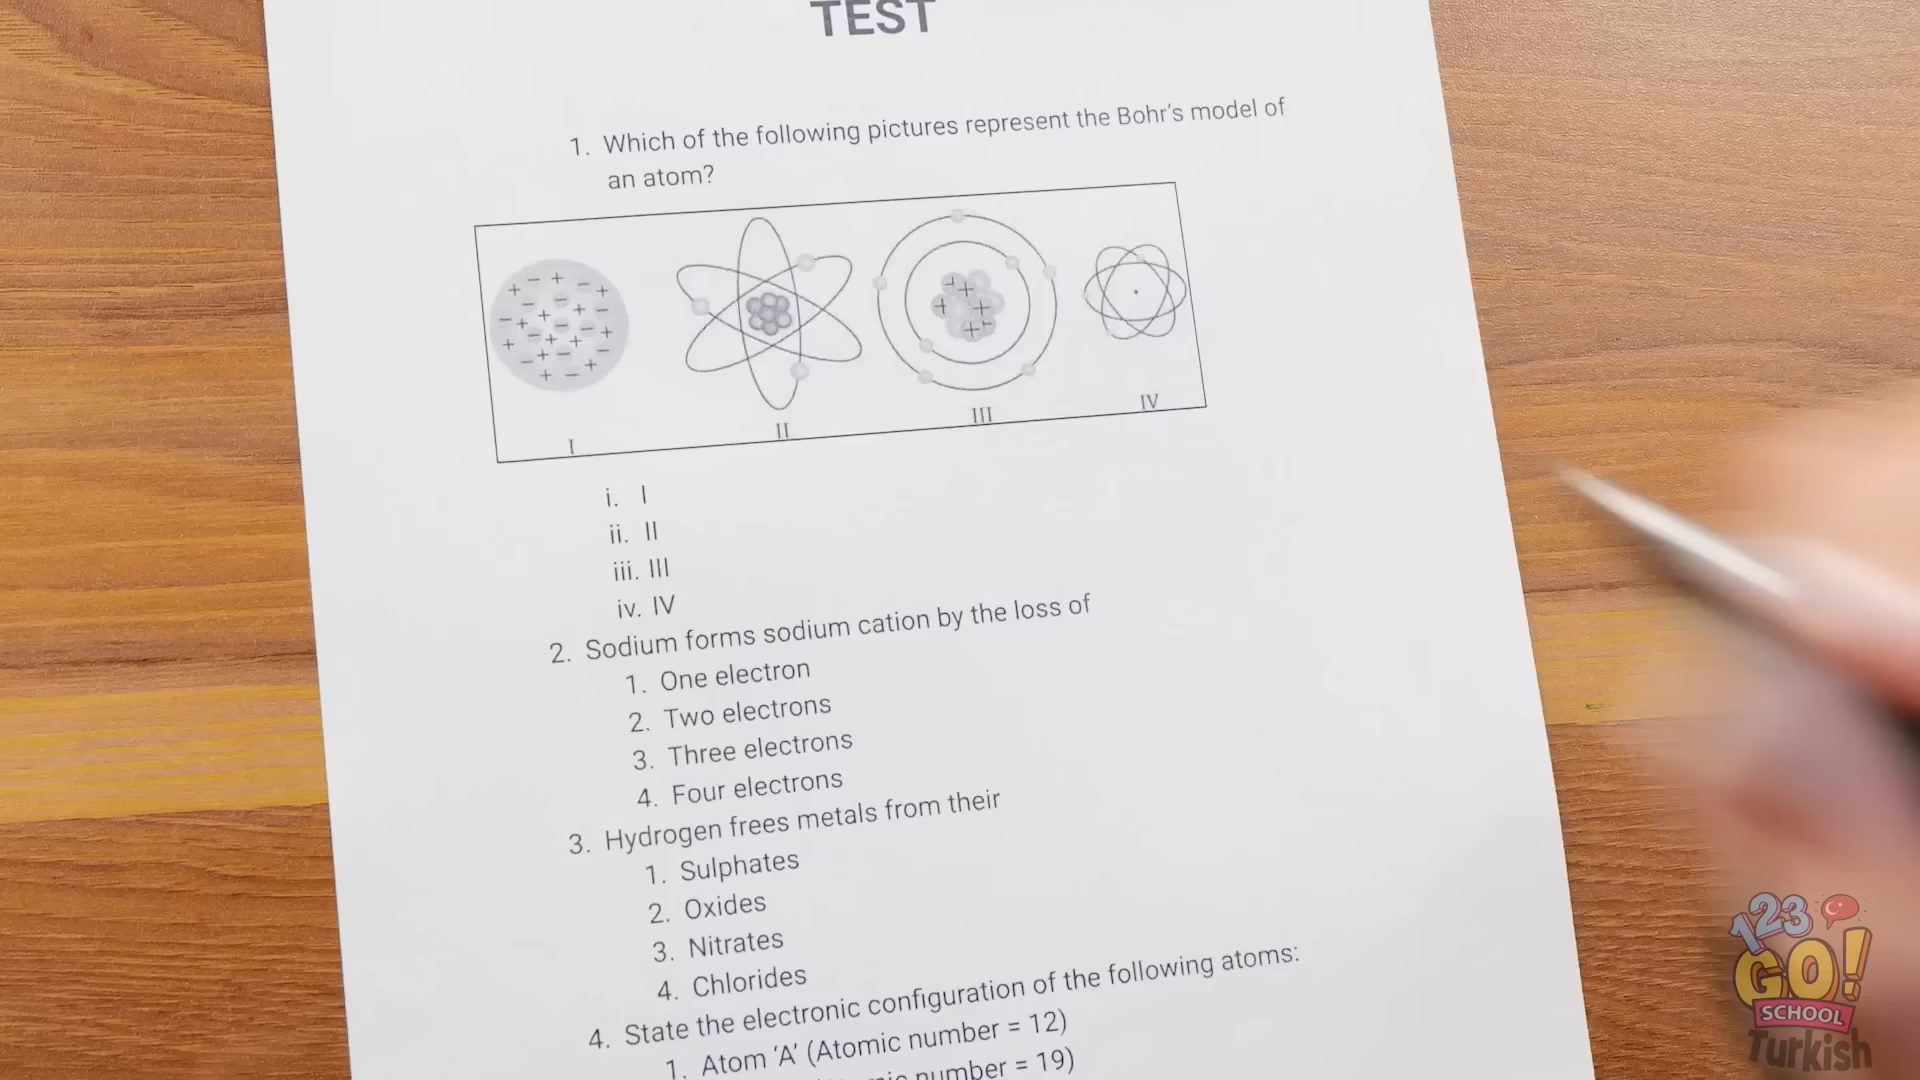 TEST
1. Which of the following pictures represent the Bohr's model of
an atom?
I
II
III
IV
i. I
ii. II
iii. III
iv. IV
2. Sodium forms sodium cation by the loss of
1. One electron
2. Two electrons
3. Three electrons
4. Four electrons
3. Hydrogen frees metals from their
1. Sulphates
2. Oxides
3. Nitrates
4. Chlorides
4. State the electronic configuration of the following atoms:
1. Atom 'A' (Atomic number = 12)
number = 19)
123
GO!
SCHOOL
Turkish